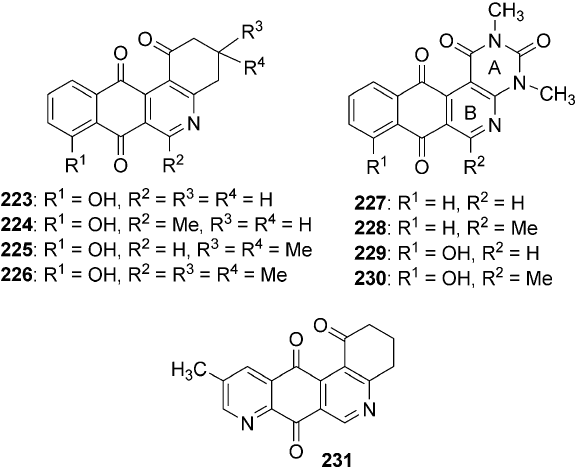 O
O
R³
R⁴
O
N
R¹
R²
223: R¹ = OH, R² = R³ = R⁴ = H
224: R¹ = OH, R² = Me, R³ = R⁴ = H
225: R¹ = OH, R² = H, R³ = R⁴ = Me
226: R¹ = OH, R² = R³ = R⁴ = Me
CH₃
O
N
O
O
A
N
CH₃
B
N
O
R¹
R²
227: R¹ = H, R² = H
228: R¹ = H, R² = Me
229: R¹ = OH, R² = H
230: R¹ = OH, R² = Me
O
O
H₃C
N
N
O
231